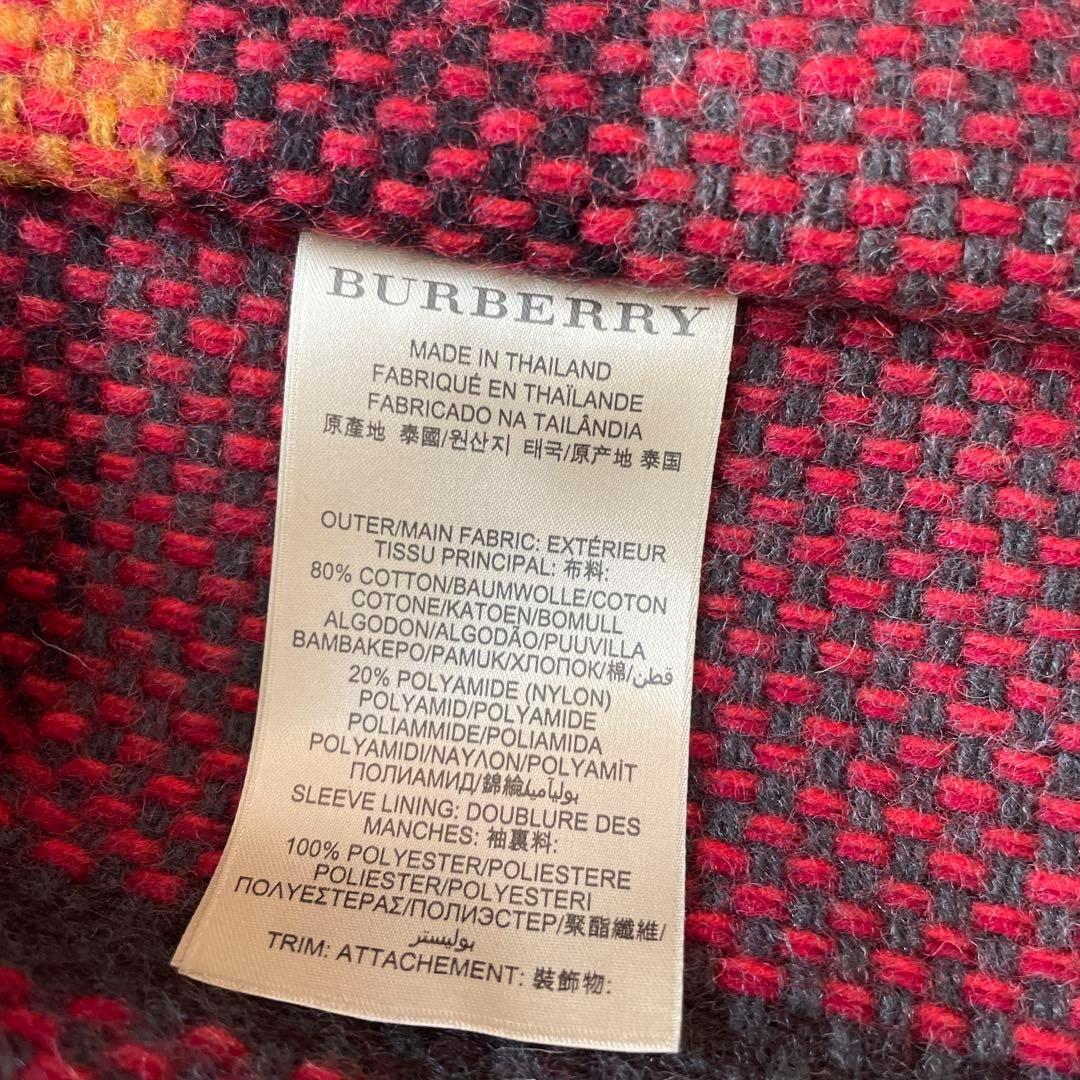 BURBERRY
MADE IN THAILAND
FABRIQUÉ EN THAÏLANDE
FABRICADO NA TAILÂNDIA
原產地 泰國/원산지 태국/原产地 泰国
OUTER/MAIN FABRIC: EXTÉRIEUR
TISSU PRINCIPAL: 布料:
80% COTTON/BAUMWOLLE/COTON
COTONE/KATOEN/BOMULL
ALGODON/ALGODÃO/PUUVILLA
BAMBAKEPO/PAMUK/ХЛОПОК/棉/قطن
20% POLYAMIDE (NYLON)
POLYAMID/POLYAMIDE
POLIAMMIDE/POLIAMIDA
POLYAMIDI/ΝΑΥΛΟΝ/POLYAMİT
ПОЛИАМИД/錦綸/بولیآمید
SLEEVE LINING: DOUBLURE DES
MANCHES: 袖裏料:
100% POLYESTER/POLIESTERE
POLIESTER/POLYESTERI
ΠΟΛΥΕΣΤΕΡΑΣ/ПОЛИЭСТЕР/聚酯纖維/
بوليستر
TRIM: ATTACHEMENT: 裝飾物: